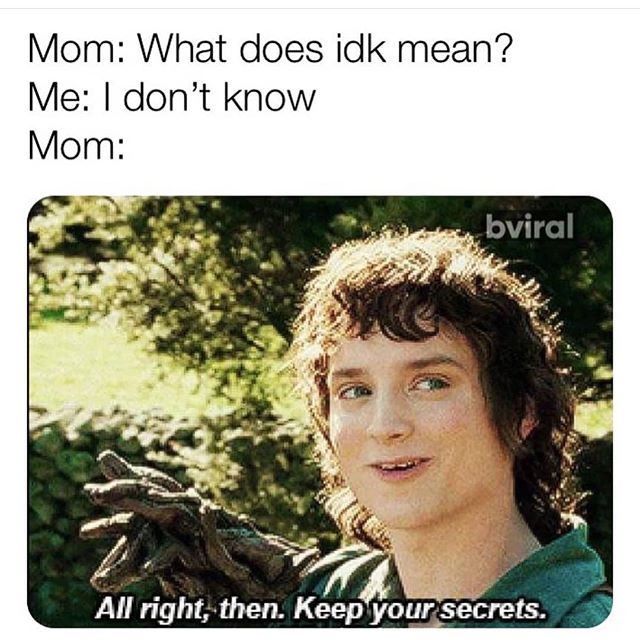 Mom: What does idk mean?
Me: I don't know
Mom:
bviral
All right, then. Keep your secrets.